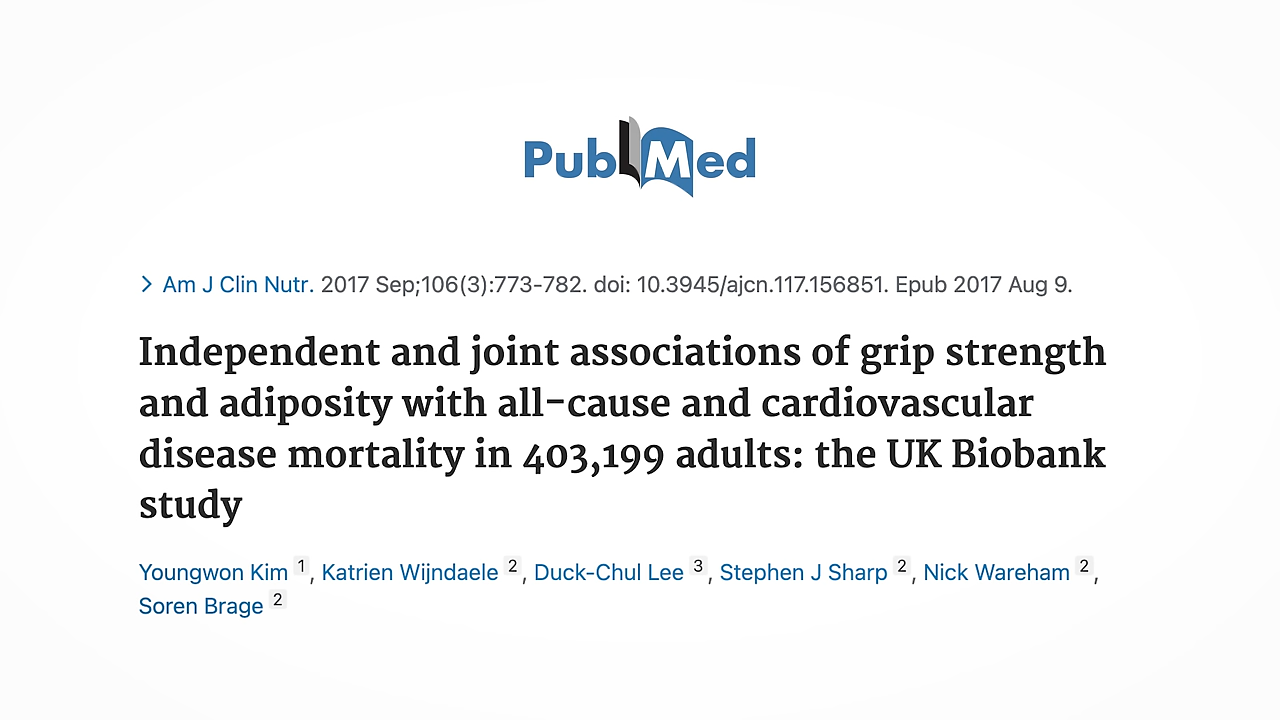 PubMed
Am J Clin Nutr. 2017 Sep;106(3):773-782. doi: 10.3945/ajcn.117.156851. Epub 2017 Aug 9.
Independent and joint associations of grip strength
and adiposity with all-cause and cardiovascular
disease mortality in 403,199 adults: the UK Biobank
study
Youngwon Kim 1, Katrien Wijndaele 2, Duck-Chul Lee 3, Stephen J Sharp 2, Nick Wareham 2,
Soren Brage 2